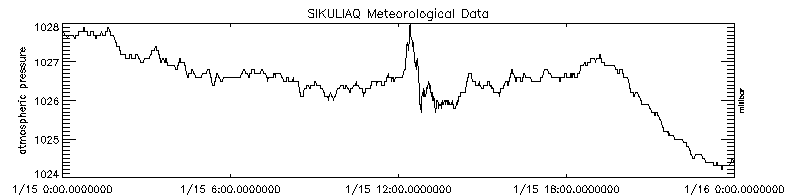 SIKULIAQ Meteorological Data
1028
1027
1026
1025
1024
atmospheric pressure
millibar
1/15 0:00.0000000 1/15 6:00.0000000 1/15 12:00.0000000 1/15 18:00.0000000 1/16 0:00.0000000